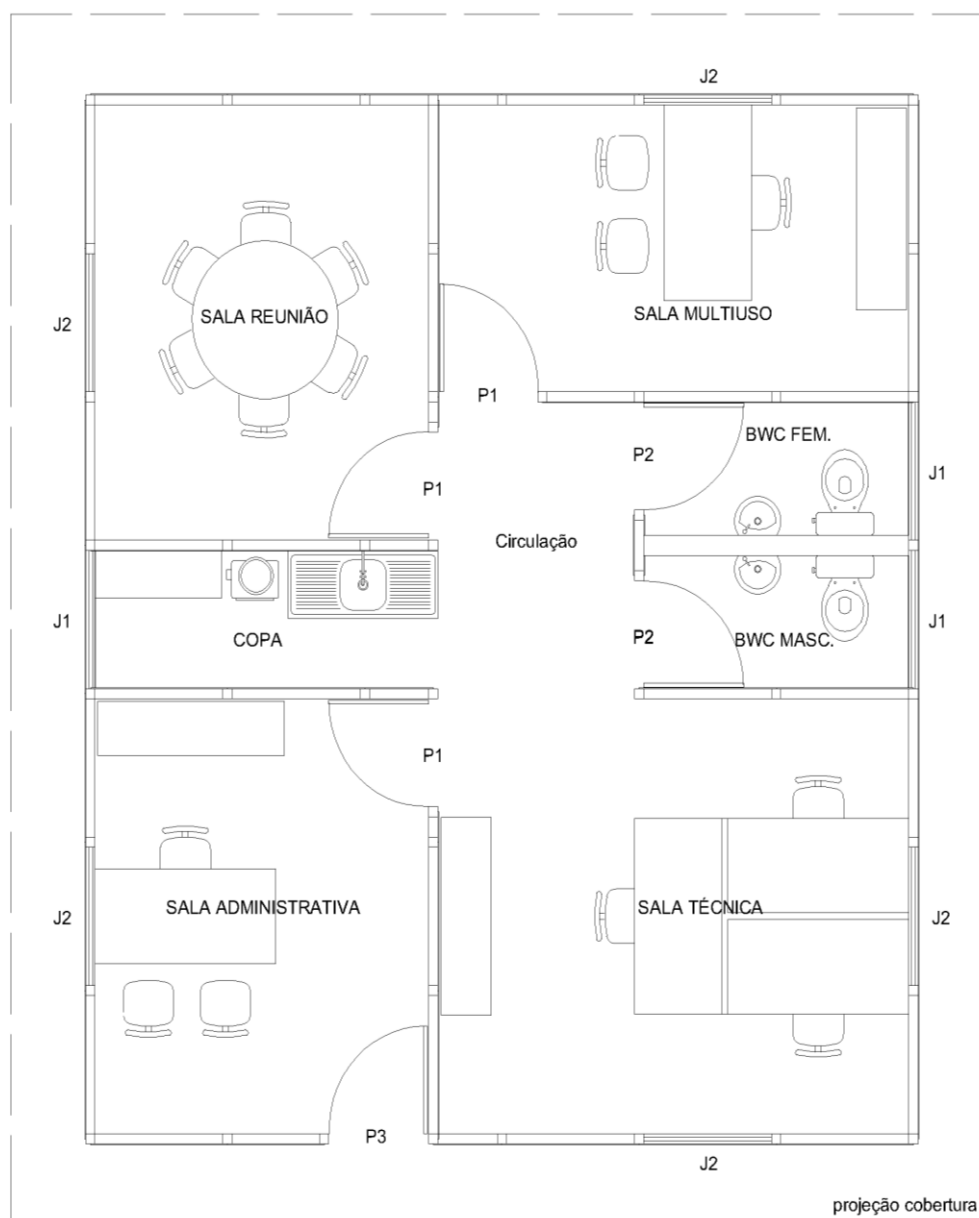 J2
J2
SALA REUNIÃO
SALA MULTIUSO
P1
BWC FEM.
P2
P1
J1
Circulação
J1
COPA
P2
BWC MASC.
J1
P1
J2
SALA ADMINISTRATIVA
SALA TÉCNICA
J2
P3
J2
projeção cobertura